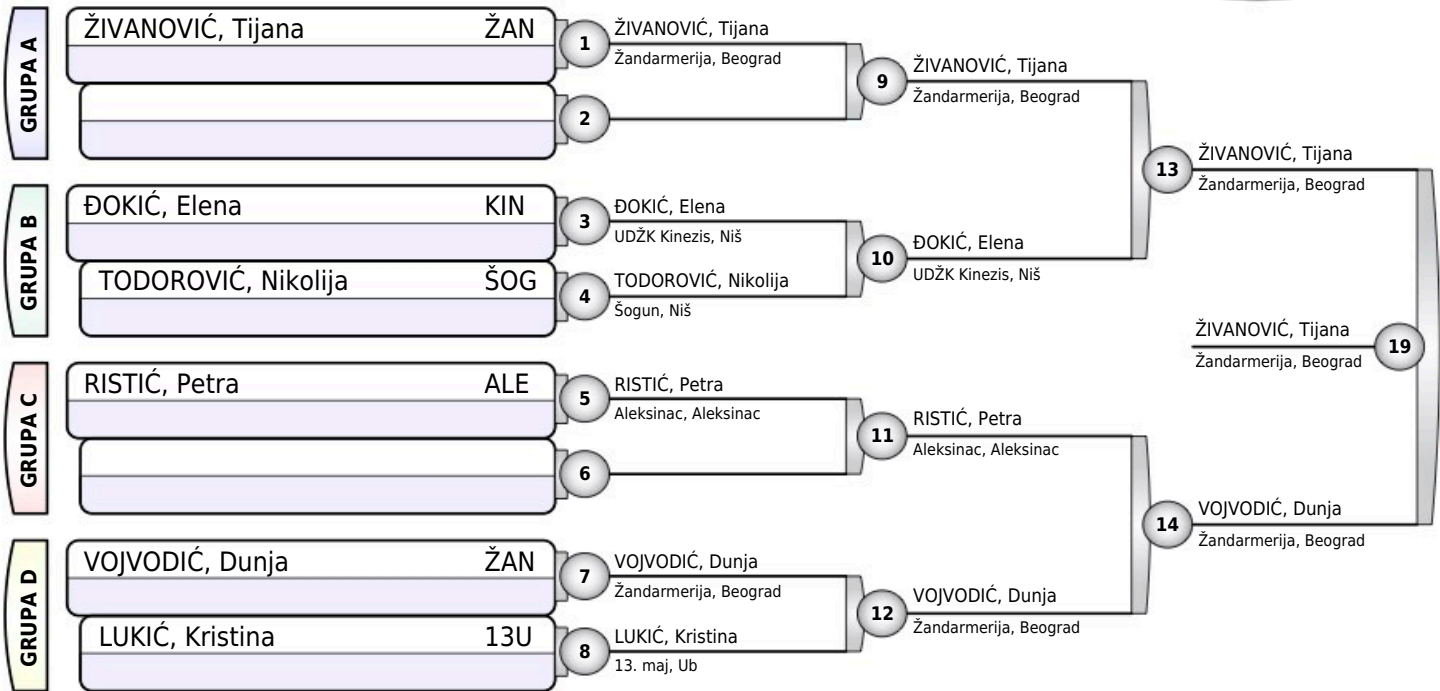 GRUPA A
ŽIVANOVIĆ, Tijana ŽAN
1
2
ŽIVANOVIĆ, Tijana
Žandarmerija, Beograd
9
ŽIVANOVIĆ, Tijana
Žandarmerija, Beograd
GRUPA B
ĐOKIĆ, Elena KIN
TODOROVIĆ, Nikolija ŠOG
3
4
ĐOKIĆ, Elena
UDŽK Kinezis, Niš
TODOROVIĆ, Nikolija
Šogun, Niš
10
ĐOKIĆ, Elena
UDŽK Kinezis, Niš
13
ŽIVANOVIĆ, Tijana
Žandarmerija, Beograd
GRUPA C
RISTIĆ, Petra ALE
5
6
RISTIĆ, Petra
Aleksinac, Aleksinac
11
RISTIĆ, Petra
Aleksinac, Aleksinac
GRUPA D
VOJVODIĆ, Dunja ŽAN
LUKIĆ, Kristina 13U
7
8
VOJVODIĆ, Dunja
Žandarmerija, Beograd
LUKIĆ, Kristina
13. maj, Ub
12
VOJVODIĆ, Dunja
Žandarmerija, Beograd
14
VOJVODIĆ, Dunja
Žandarmerija, Beograd
ŽIVANOVIĆ, Tijana
Žandarmerija, Beograd
19